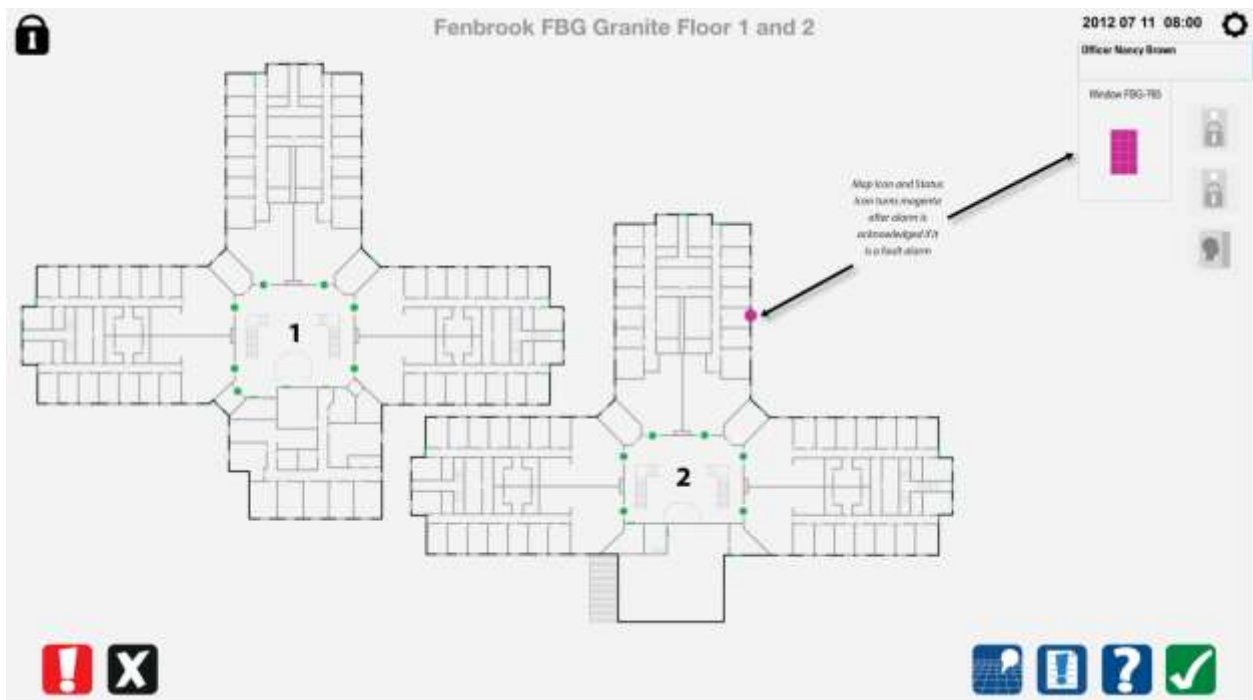 Fenbrook FBG Granite Floor 1 and 2
2012 07 11 08:00
Officer Nancy Brown
Window FBG-765
Map Icon and Status
Icon turns magenta
after alarm is
acknowledged if it
is a fault alarm
1
2